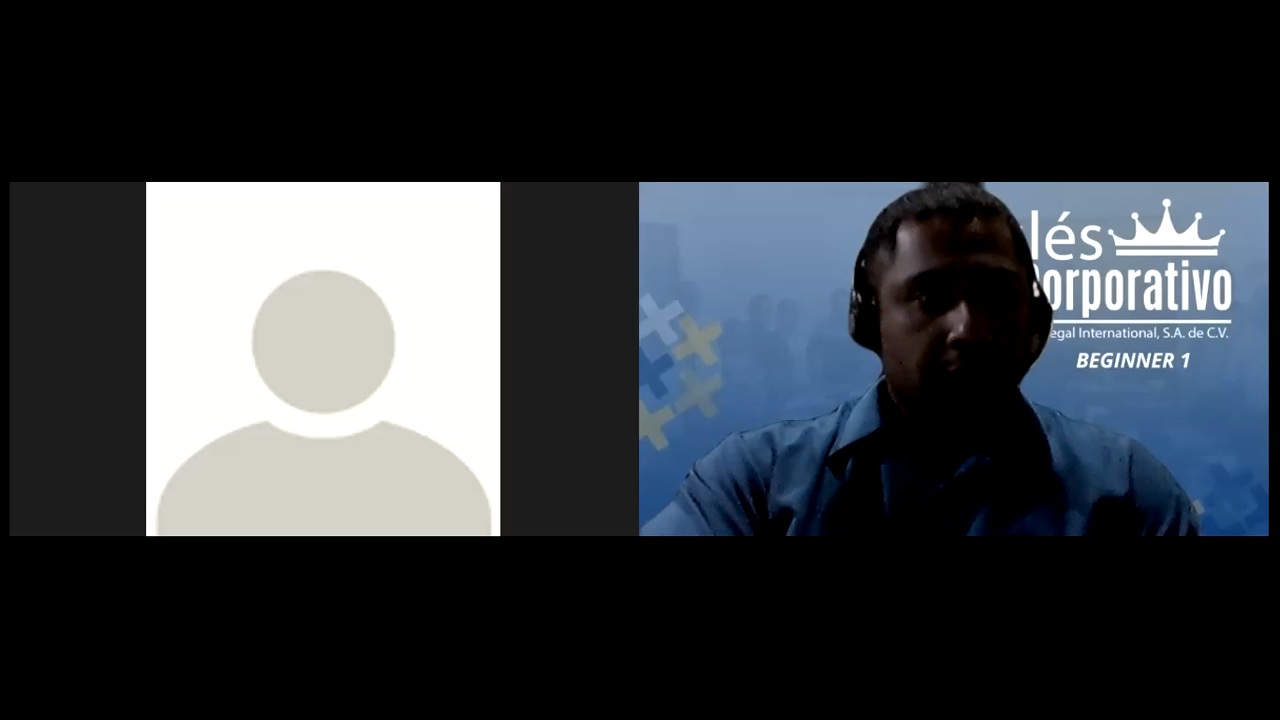 lés
orporativo
egal International, S.A. de C.V.
BEGINNER 1